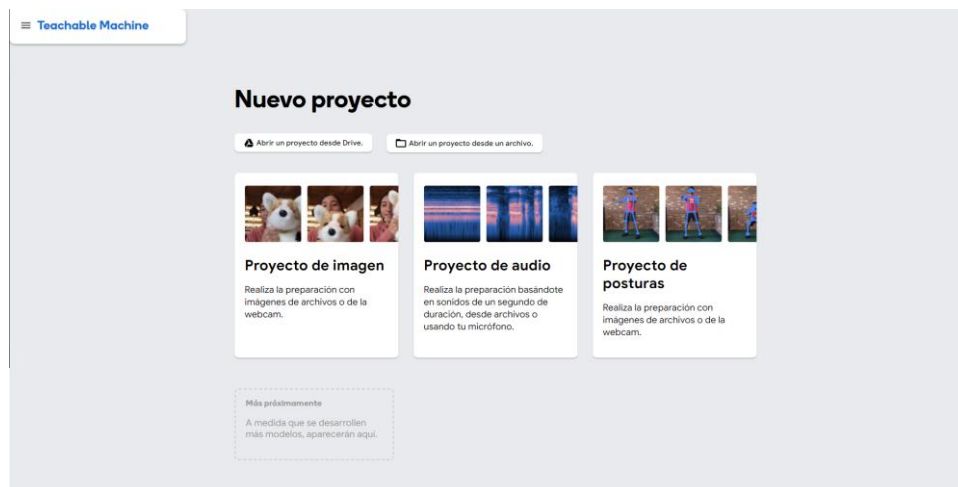 Teachable Machine
Nuevo proyecto
Abrir un proyecto desde Drive.
Abrir un proyecto desde un archivo.
Proyecto de imagen
Realiza la preparación con
imágenes de archivos o de la
webcam.
Proyecto de audio
Realiza la preparación basándote
en sonidos de un segundo de
duración, desde archivos o
usando tu micrófono.
Proyecto de
posturas
Realiza la preparación con
imágenes de archivos o de la
webcam.
Más próximamente
A medida que se desarrollen
más modelos, aparecerán aquí.